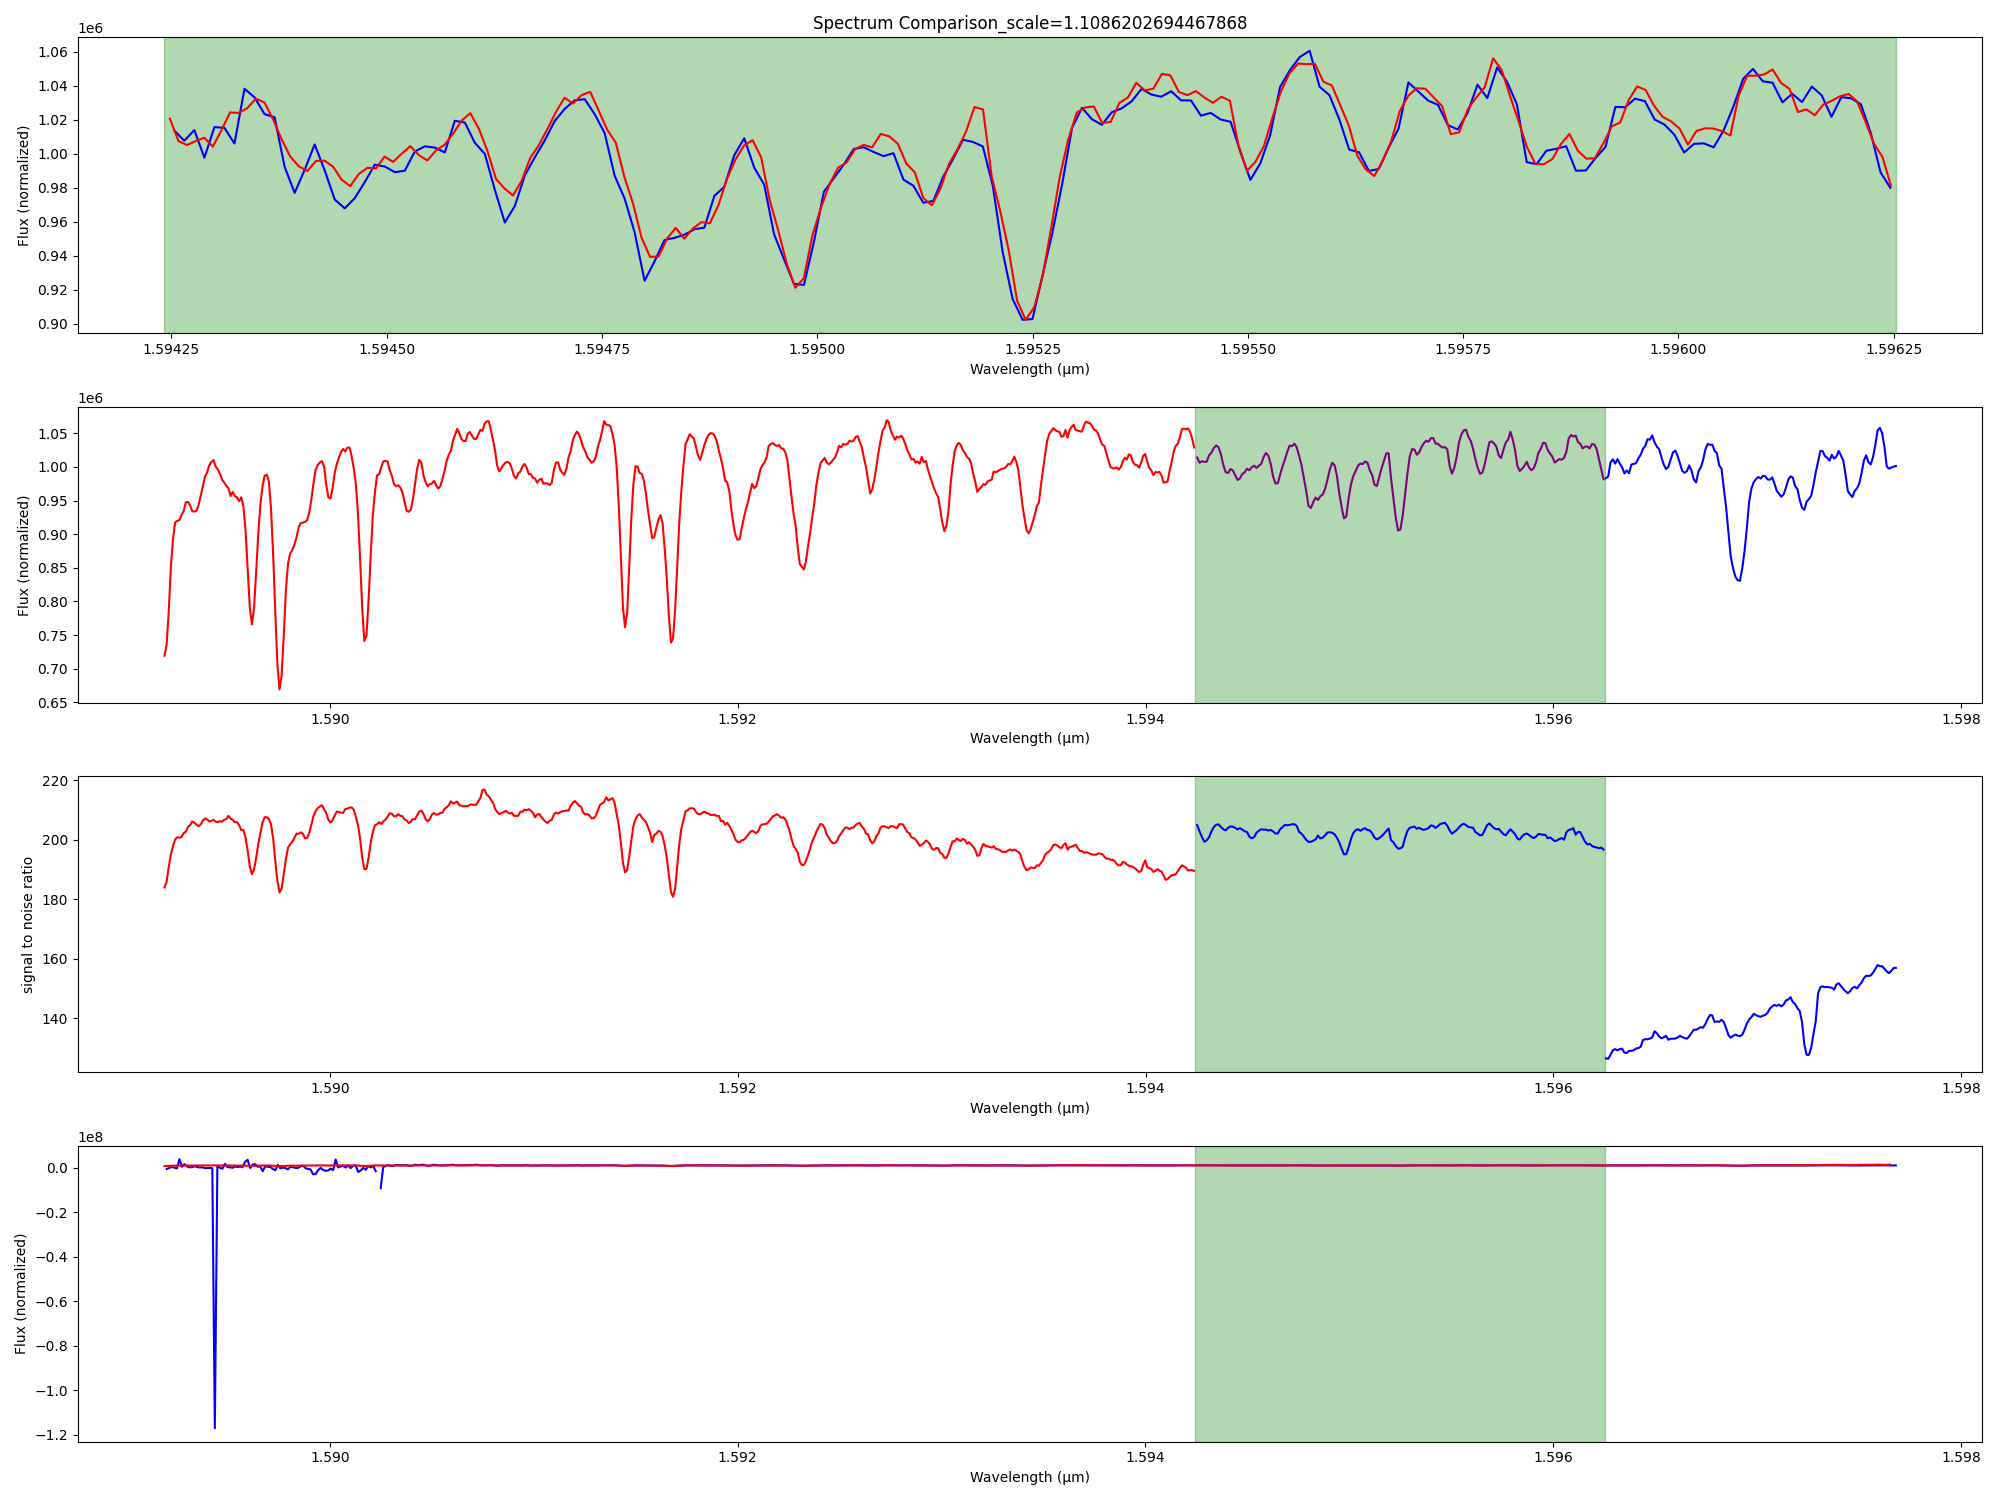 Spectrum Comparison_scale=1.1086202694467868
1e6
1.06
1.04
1.02
1.00
0.98
0.96
0.94
0.92
0.90
Flux (normalized)
1.59425 1.59450 1.59475 1.59500 1.59525 1.59550 1.59575 1.59600 1.59625
Wavelength (μm)
1e6
1.05
1.00
0.95
0.90
0.85
0.80
0.75
0.70
0.65
Flux (normalized)
1.590 1.592 1.594 1.596 1.598
Wavelength (μm)
220
200
180
160
140
signal to noise ratio
1.590 1.592 1.594 1.596 1.598
Wavelength (μm)
1e8
0.0
−0.2
−0.4
−0.6
−0.8
−1.0
−1.2
Flux (normalized)
1.590 1.592 1.594 1.596 1.598
Wavelength (μm)